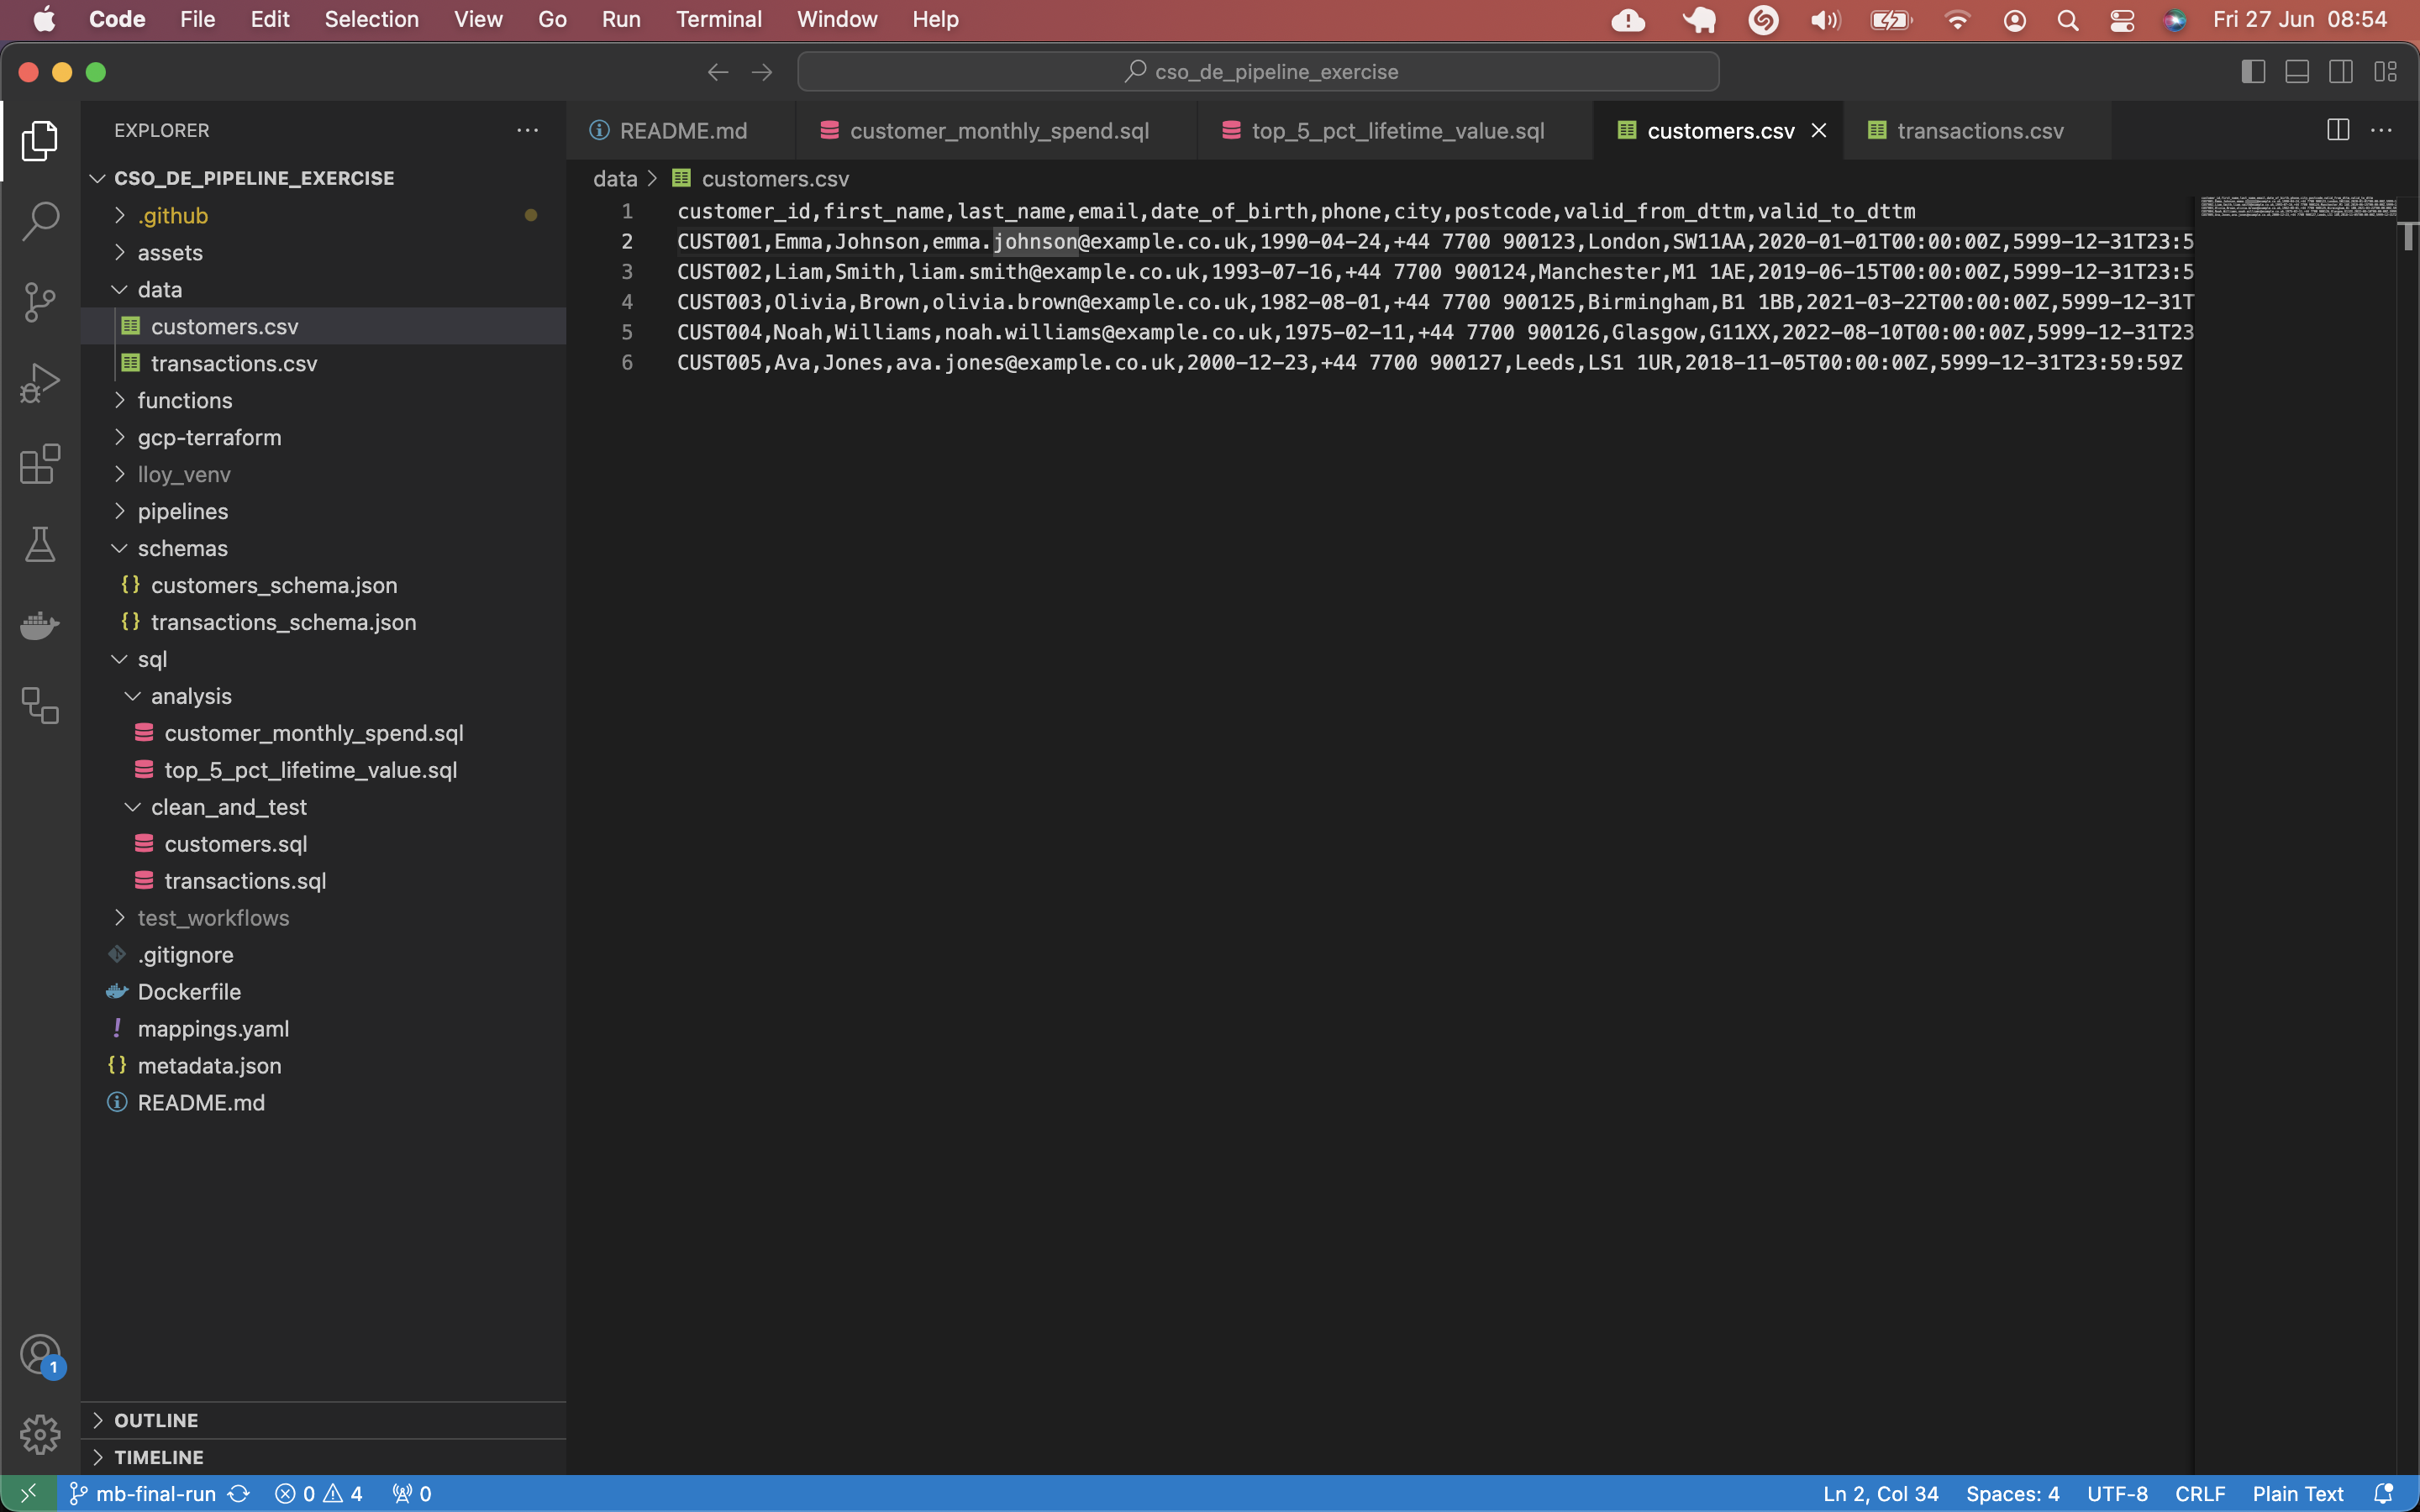 Code File Edit Selection View Go Run Terminal Window Help Fri 27 Jun 08:54
cso_de_pipeline_exercise
EXPLORER
CSO_DE_PIPELINE_EXERCISE
.github
assets
data
customers.csv
transactions.csv
functions
gcp-terraform
lloy_venv
pipelines
schemas
customers_schema.json
transactions_schema.json
sql
analysis
customer_monthly_spend.sql
top_5_pct_lifetime_value.sql
clean_and_test
customers.sql
transactions.sql
test_workflows
.gitignore
Dockerfile
mappings.yaml
metadata.json
README.md
OUTLINE
TIMELINE
README.md customer_monthly_spend.sql top_5_pct_lifetime_value.sql customers.csv transactions.csv
data > customers.csv
1 customer_id,first_name,last_name,email,date_of_birth,phone,city,postcode,valid_from_dttm,valid_to_dttm
2 CUST001,Emma,Johnson,emma.johnson@example.co.uk,1990-04-24,+44 7700 900123,London,SW11AA,2020-01-01T00:00:00Z,5999-12-31T23:5
3 CUST002,Liam,Smith,liam.smith@example.co.uk,1993-07-16,+44 7700 900124,Manchester,M1 1AE,2019-06-15T00:00:00Z,5999-12-31T23:5
4 CUST003,Olivia,Brown,olivia.brown@example.co.uk,1982-08-01,+44 7700 900125,Birmingham,B1 1BB,2021-03-22T00:00:00Z,5999-12-31T
5 CUST004,Noah,Williams,noah.williams@example.co.uk,1975-02-11,+44 7700 900126,Glasgow,G11XX,2022-08-10T00:00:00Z,5999-12-31T23
6 CUST005,Ava,Jones,ava.jones@example.co.uk,2000-12-23,+44 7700 900127,Leeds,LS1 1UR,2018-11-05T00:00:00Z,5999-12-31T23:59:59Z
1
mb-final-run 0 4 0 Ln 2, Col 34 Spaces: 4 UTF-8 CRLF Plain Text